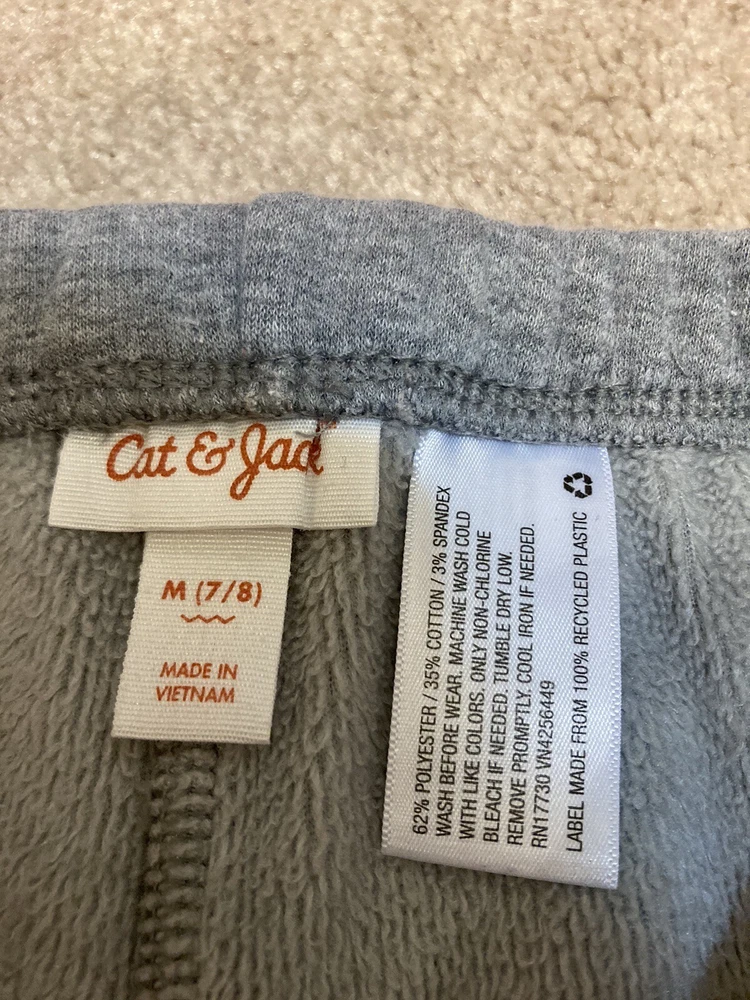 Cat & Jack™
M (7/8)
MADE IN
VIETNAM
62% POLYESTER / 35% COTTON / 3% SPANDEX
WASH BEFORE WEAR. MACHINE WASH COLD
WITH LIKE COLORS. ONLY NON-CHLORINE
BLEACH IF NEEDED. TUMBLE DRY LOW.
REMOVE PROMPTLY. COOL IRON IF NEEDED.
RN17730 VN4256449
LABEL MADE FROM 100% RECYCLED PLASTIC